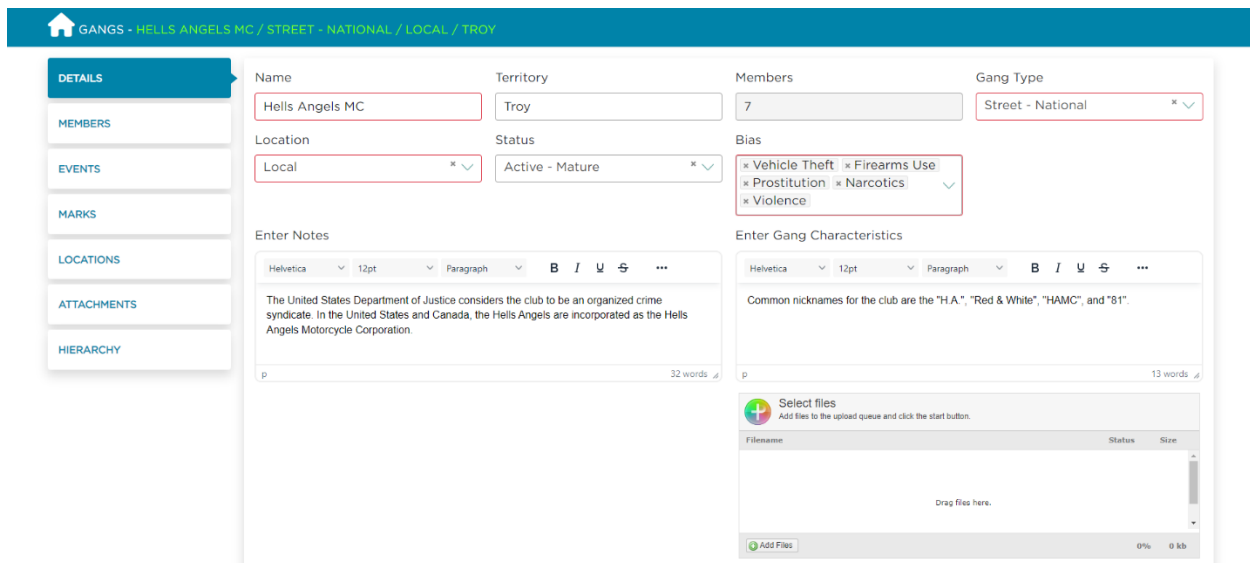 GANGS - HELLS ANGELS MC / STREET - NATIONAL / LOCAL / TROY
DETAILS
MEMBERS
EVENTS
MARKS
LOCATIONS
ATTACHMENTS
HIERARCHY
Name
Territory
Members
Gang Type
Hells Angels MC
Troy
7
Street - National
Location
Status
Bias
Local
Active - Mature
× Vehicle Theft × Firearms Use
× Prostitution × Narcotics
× Violence
Enter Notes
Helvetica 12pt Paragraph B I U S ...
The United States Department of Justice considers the club to be an organized crime
syndicate. In the United States and Canada, the Hells Angels are incorporated as the Hells
Angels Motorcycle Corporation.
p 32 words
Enter Gang Characteristics
Helvetica 12pt Paragraph B I U S ...
Common nicknames for the club are the "H.A.", "Red & White", "HAMC", and "81".
p 13 words
Select files
Add files to the upload queue and click the start button.
Filename Status Size
Drag files here.
Add Files 0% 0 kb